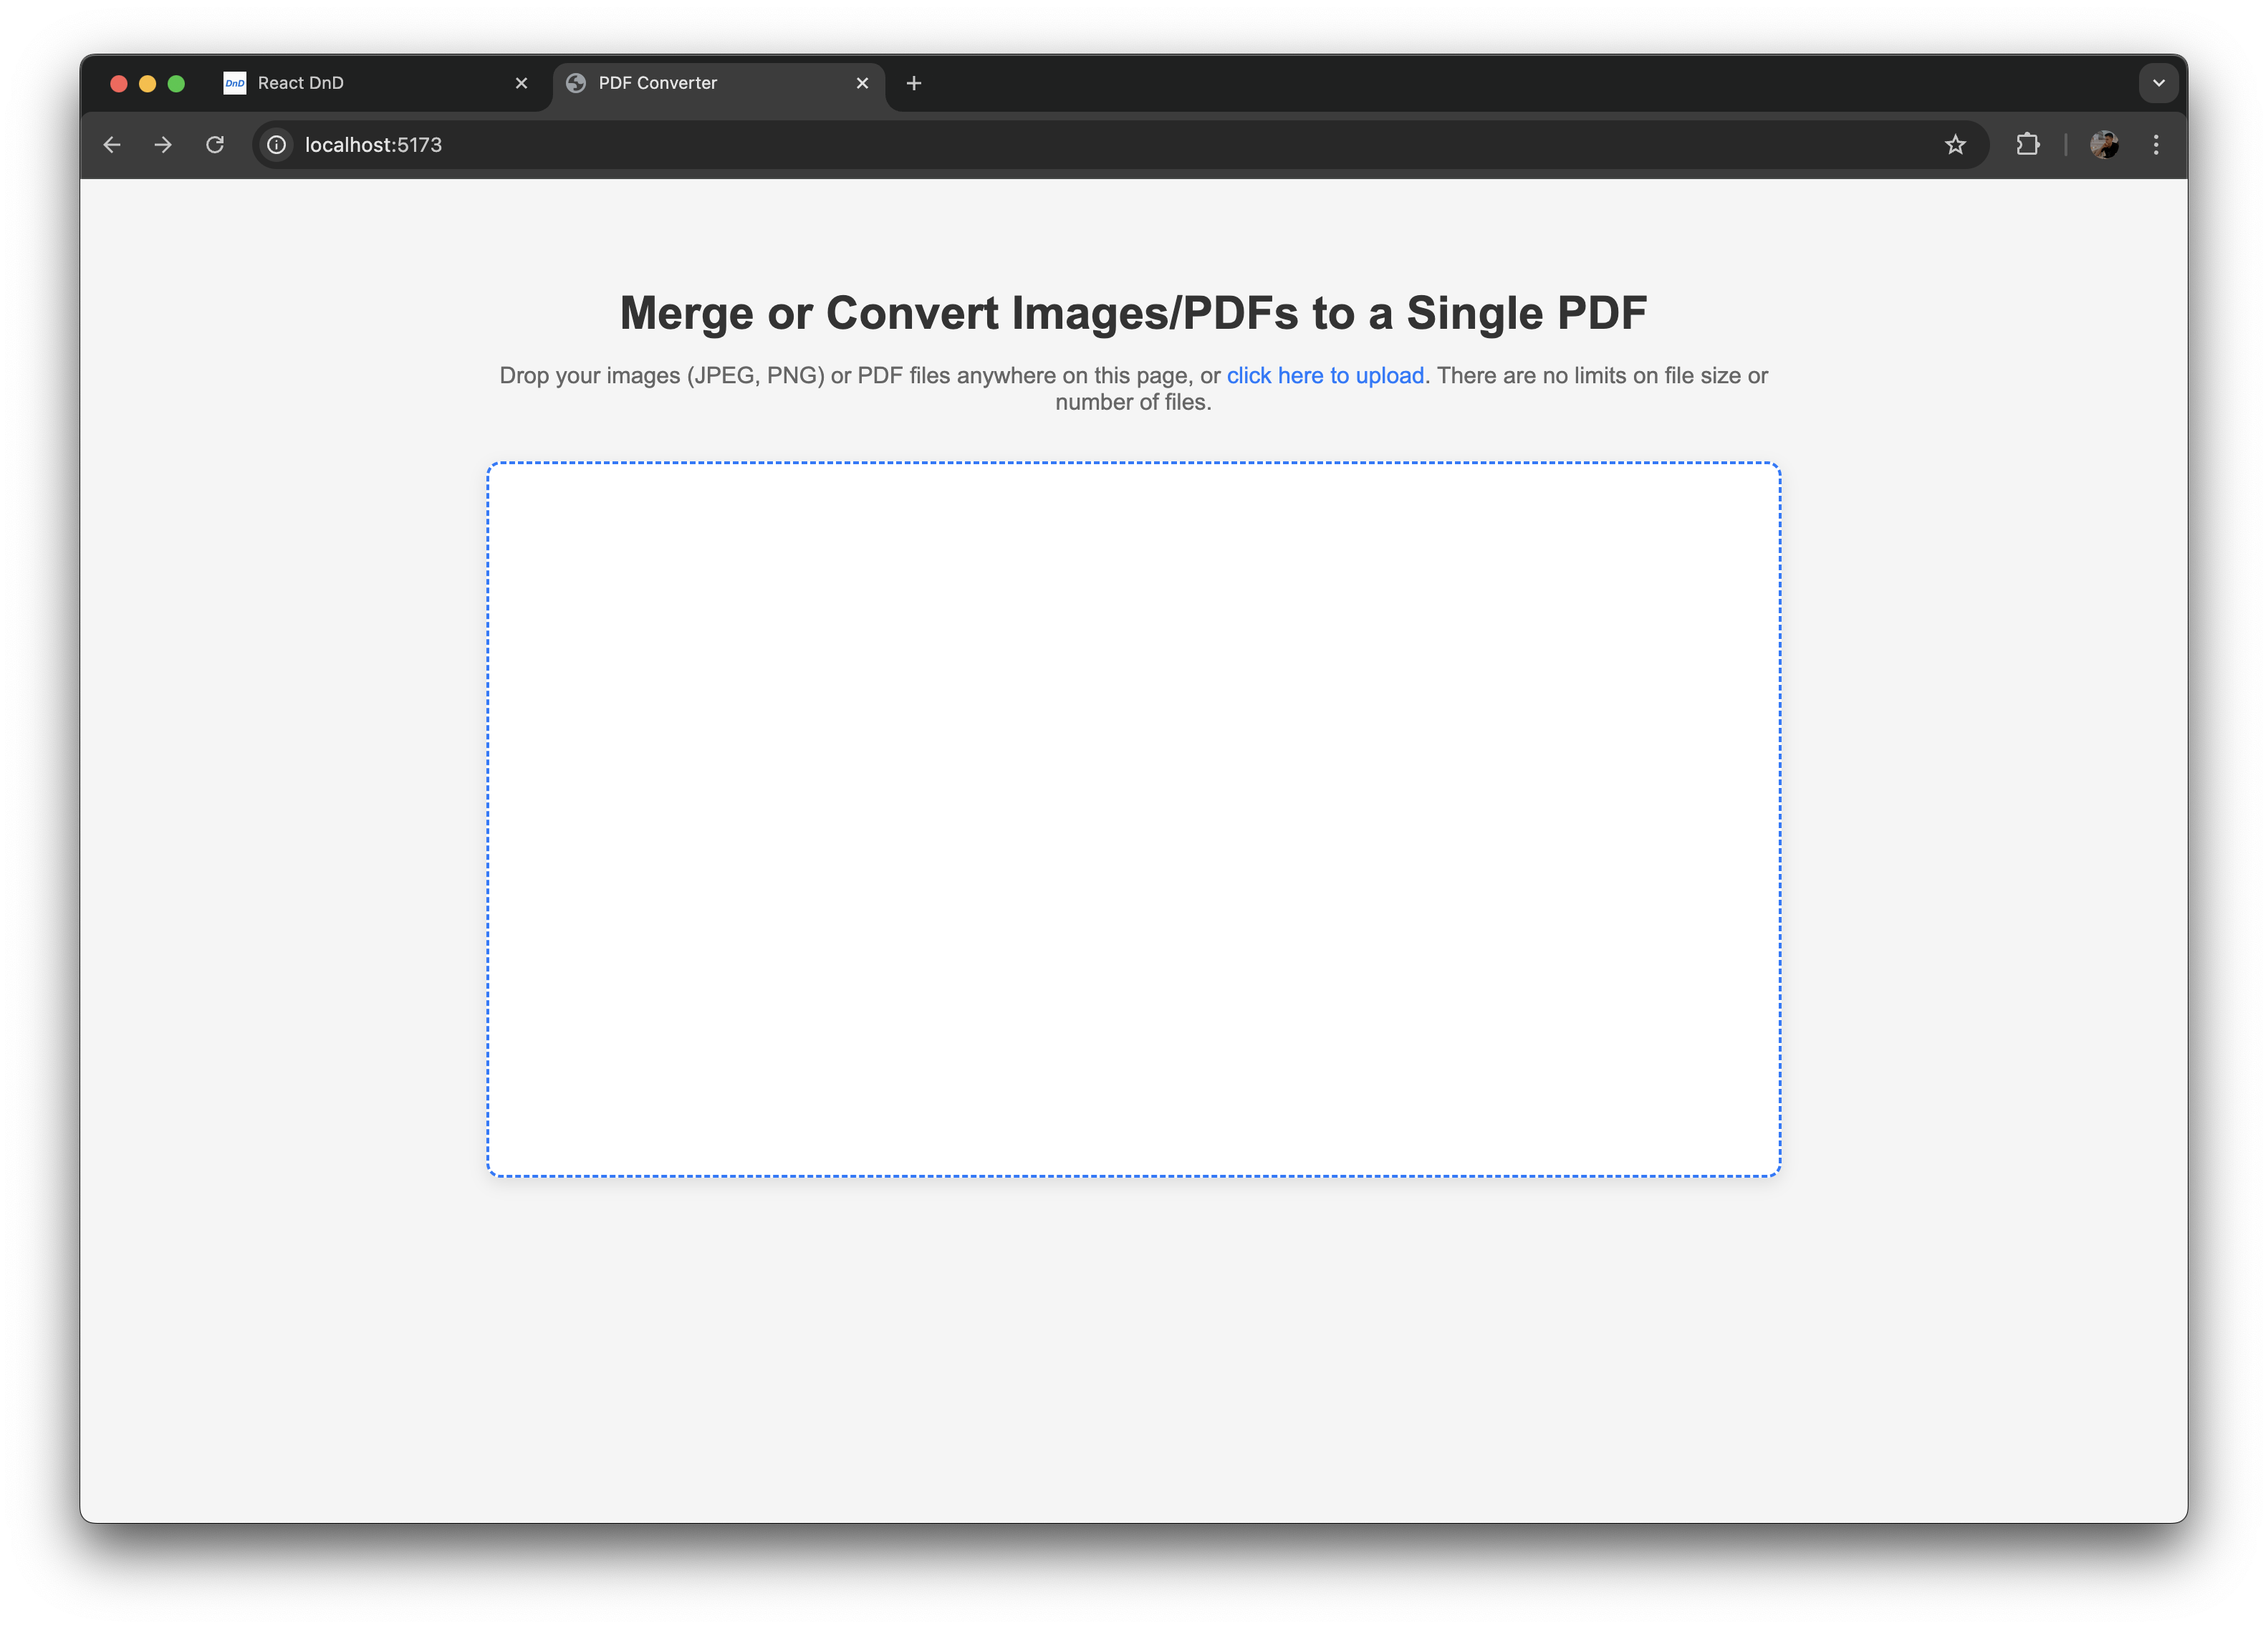 DnD React DnD PDF Converter
localhost:5173
Merge or Convert Images/PDFs to a Single PDF
Drop your images (JPEG, PNG) or PDF files anywhere on this page, or click here to upload. There are no limits on file size or
number of files.